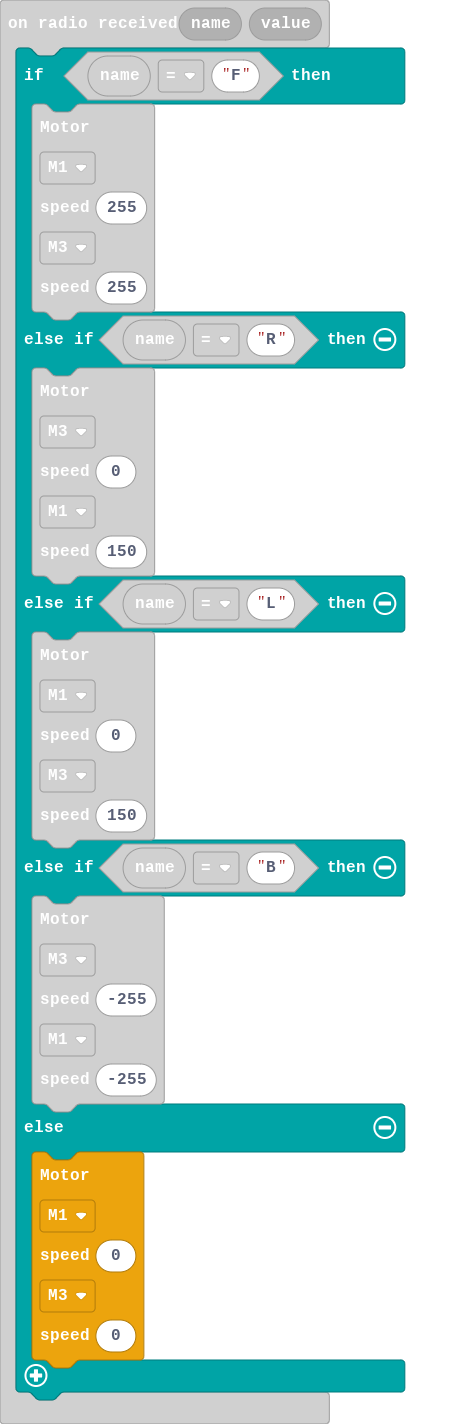 on radio received name value
if name = "F" then
Motor
M1
speed 255
M3
speed 255
else if name = "R" then
Motor
M3
speed 0
M1
speed 150
else if name = "L" then
Motor
M1
speed 0
M3
speed 150
else if name = "B" then
Motor
M3
speed -255
M1
speed -255
else
Motor
M1
speed 0
M3
speed 0